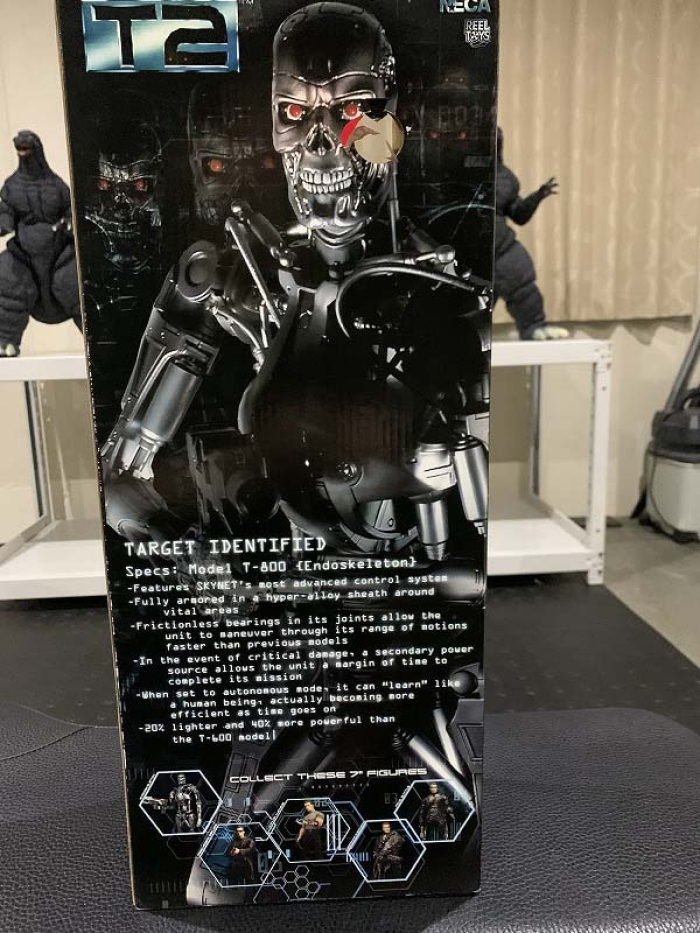 T2
™
NECA
REEL
TOYS
TARGET IDENTIFIED
Specs: Model T-800 {Endoskeleton}
-Features SKYNET's most advanced control system
-Fully armored in a hyper-alloy sheath around
vital areas
-Frictionless bearings in its joints allow the
unit to maneuver through its range of motions
faster than previous models
-In the event of critical damage, a secondary power
source allows the unit a margin of time to
complete its mission
-When set to autonomous mode, it can "learn" like
a human being, actually becoming more
efficient as time goes on
-20% lighter and 40% more powerful than
the T-600 model|
COLLECT THESE 7" FIGURES